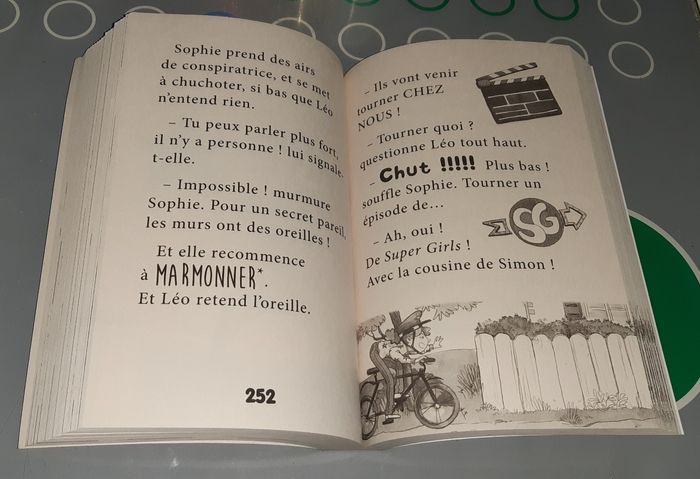 Sophie prend des airs
de conspiratrice, et se met
à chuchoter, si bas que Léo
n'entend rien.
– Tu peux parler plus fort,
il n'y a personne ! lui signale-
t-elle.
– Impossible ! murmure
Sophie. Pour un secret pareil,
les murs ont des oreilles !
Et elle recommence
à MARMONNER*.
Et Léo retend l'oreille.
252
– Ils vont venir
tourner CHEZ
NOUS !
– Tourner quoi ?
questionne Léo tout haut.
– Chut !!!!! Plus bas !
souffle Sophie. Tourner un
épisode de…
SG
– Ah, oui !
De Super Girls !
Avec la cousine de Simon !